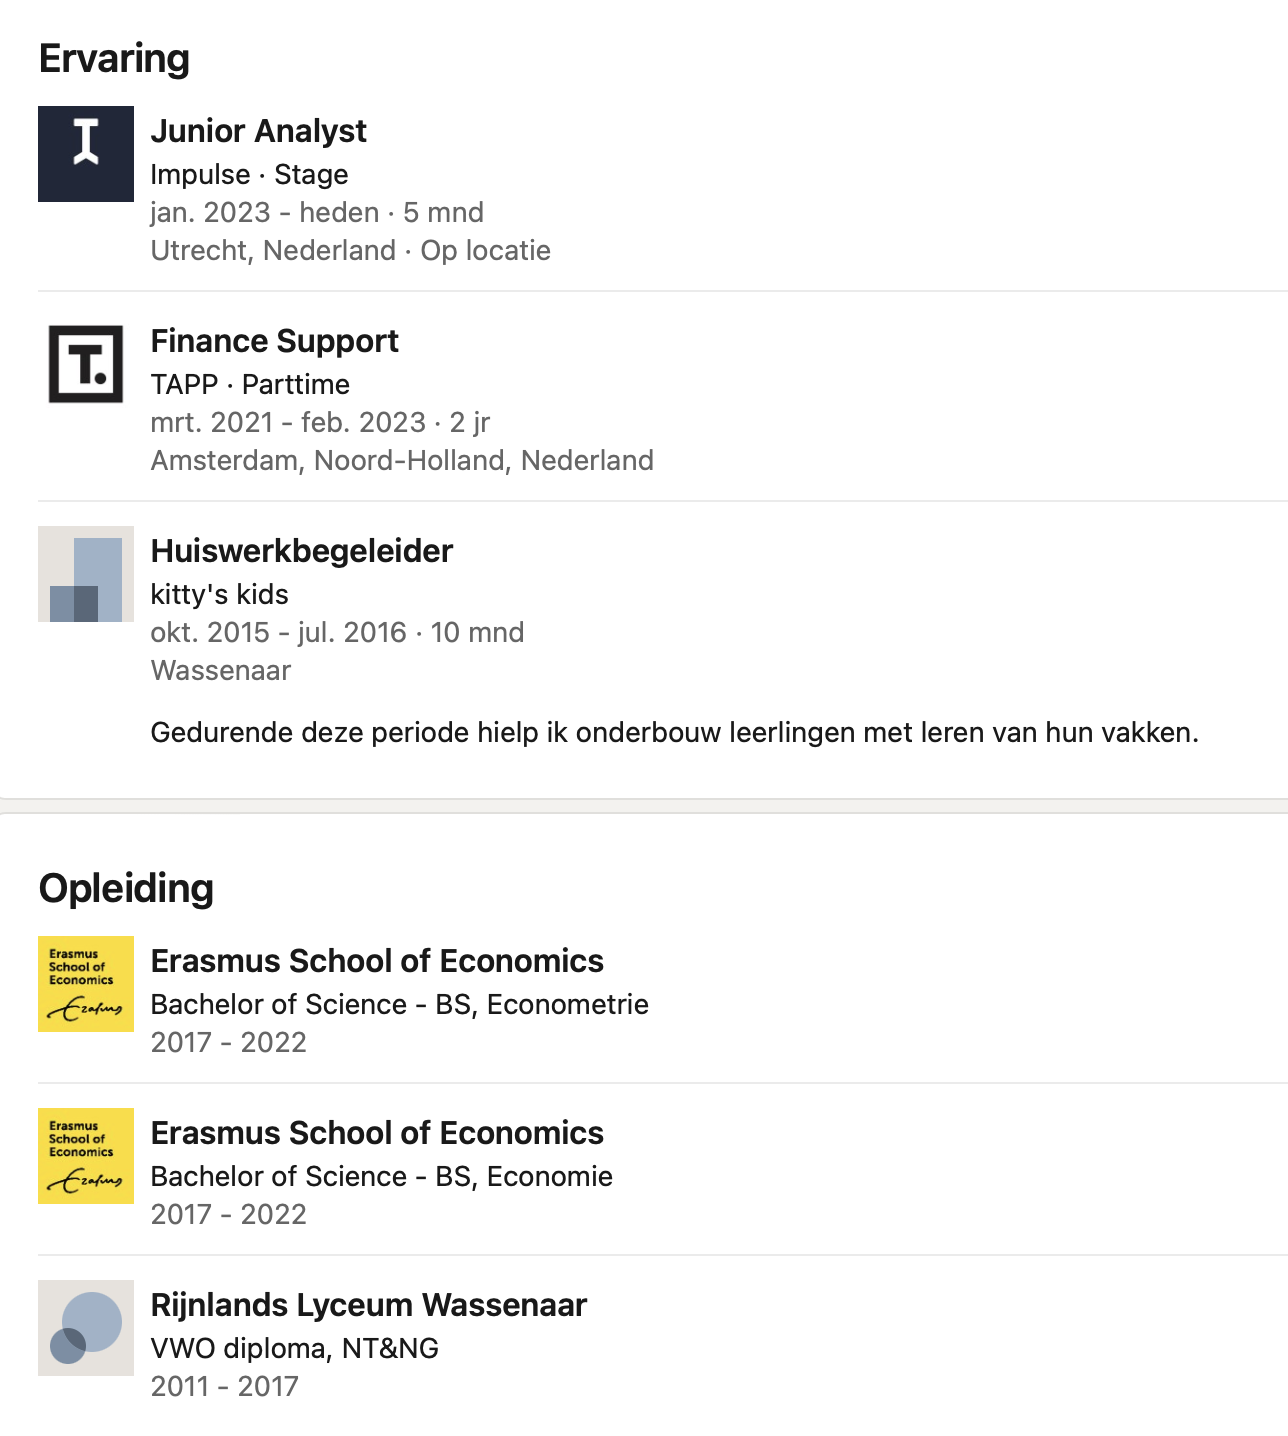 Ervaring
Junior Analyst
Impulse · Stage
jan. 2023 - heden · 5 mnd
Utrecht, Nederland · Op locatie
T.
Finance Support
TAPP · Parttime
mrt. 2021 - feb. 2023 · 2 jr
Amsterdam, Noord-Holland, Nederland
Huiswerkbegeleider
kitty's kids
okt. 2015 - jul. 2016 · 10 mnd
Wassenaar
Gedurende deze periode hielp ik onderbouw leerlingen met leren van hun vakken.
Opleiding
Erasmus
School of
Economics
Erasmus
Erasmus School of Economics
Bachelor of Science - BS, Econometrie
2017 - 2022
Erasmus
School of
Economics
Erasmus
Erasmus School of Economics
Bachelor of Science - BS, Economie
2017 - 2022
Rijnlands Lyceum Wassenaar
VWO diploma, NT&NG
2011 - 2017